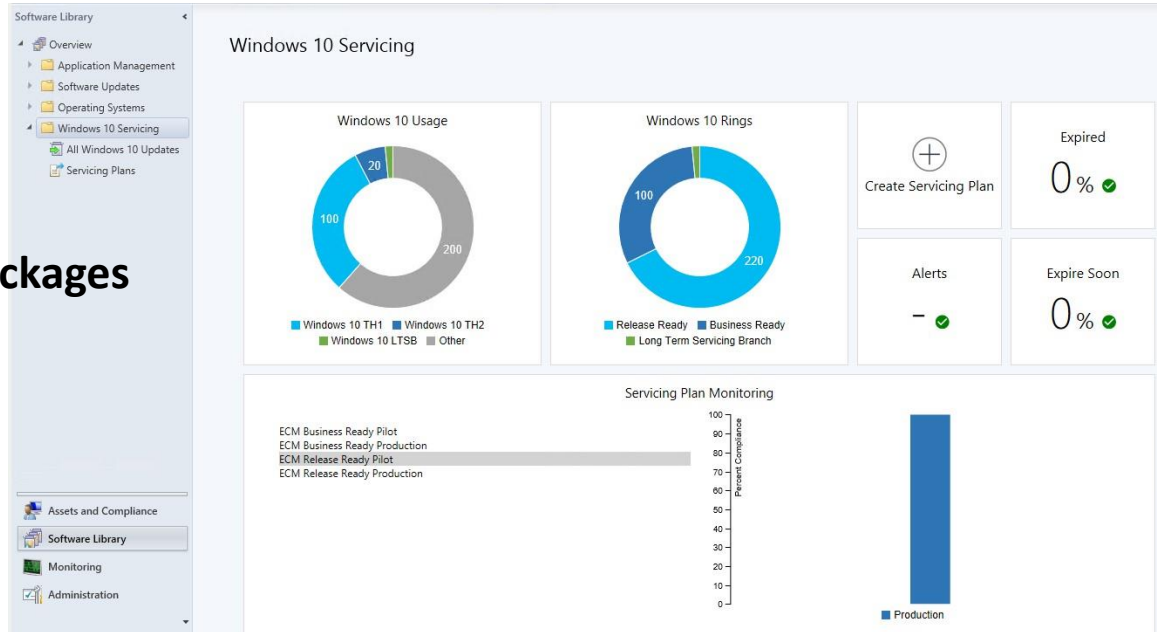 Software Library
Overview
Application Management
Software Updates
Operating Systems
Windows 10 Servicing
All Windows 10 Updates
Servicing Plans
ckages
Assets and Compliance
Software Library
Monitoring
Administration
Windows 10 Servicing
Windows 10 Usage
20
100
200
Windows 10 TH1 Windows 10 TH2
Windows 10 LTSB Other
Windows 10 Rings
100
220
Release Ready Business Ready
Long Term Servicing Branch
Create Servicing Plan
Expired
0 %
Alerts
-
Expire Soon
0 %
Servicing Plan Monitoring
ECM Business Ready Pilot
ECM Business Ready Production
ECM Release Ready Pilot
ECM Release Ready Production
Percent Compliance
100
90
80
70
60
50
40
30
20
10
0
Production